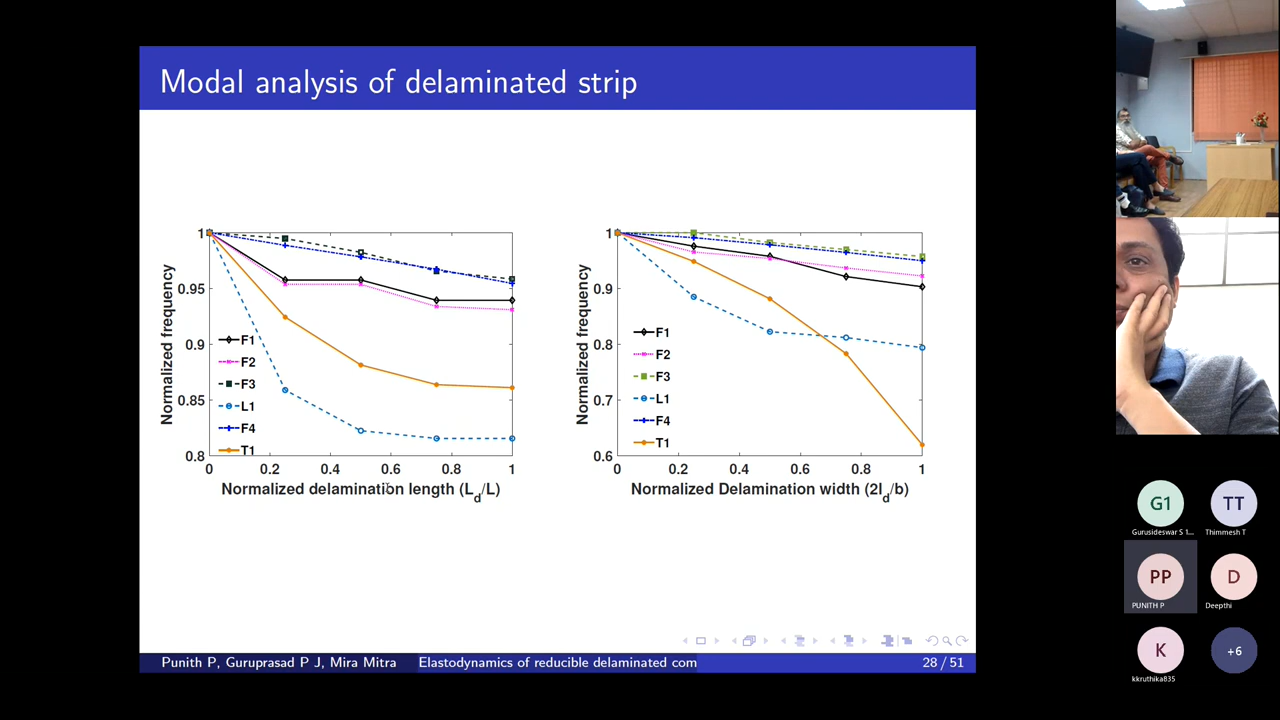 Modal analysis of delaminated strip
1
0.95
0.9
0.85
0.8
Normalized frequency
F1
F2
F3
L1
F4
T1
0 0.2 0.4 0.6 0.8 1
Normalized delamination length (Ld/L)
1
0.9
0.8
0.7
0.6
Normalized frequency
F1
F2
F3
L1
F4
T1
0 0.2 0.4 0.6 0.8 1
Normalized Delamination width (2ld/b)
Punith P, Guruprasad P J, Mira Mitra Elastodynamics of reducible delaminated com 28 / 51
G1 TT
Gurusideswar S 1... Thimmesh T
PP D
PUNITH P Deepthi
K +6
kkruthika835